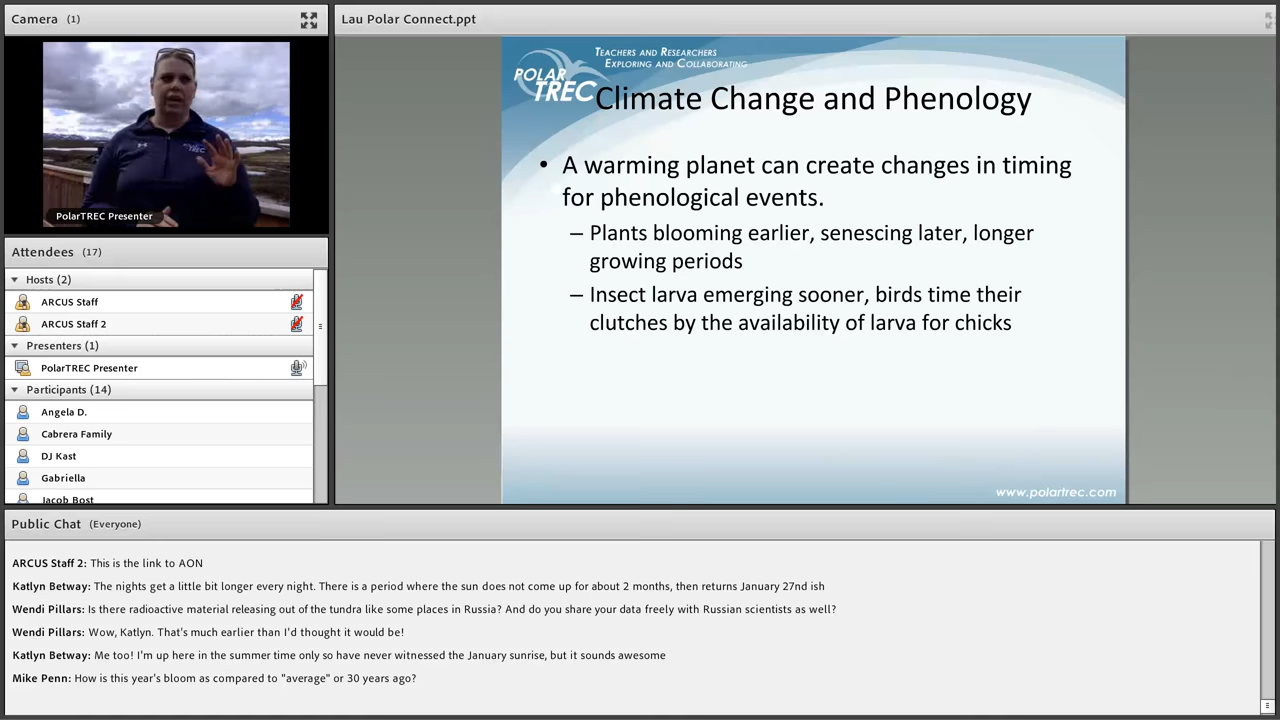 Camera (1)
PolarTREC Presenter
Attendees (17)
Hosts (2)
ARCUS Staff
ARCUS Staff 2
Presenters (1)
PolarTREC Presenter
Participants (14)
Angela D.
Cabrera Family
DJ Kast
Gabriella
Jacob Bost
Lau Polar Connect.ppt
TEACHERS AND RESEARCHERS
EXPLORING AND COLLABORATING
POLAR
TREC
Climate Change and Phenology
• A warming planet can create changes in timing
for phenological events.
– Plants blooming earlier, senescing later, longer
growing periods
– Insect larva emerging sooner, birds time their
clutches by the availability of larva for chicks
www.polartrec.com
Public Chat (Everyone)
ARCUS Staff 2: This is the link to AON
Katlyn Betway: The nights get a little bit longer every night. There is a period where the sun does not come up for about 2 months, then returns January 27nd ish
Wendi Pillars: Is there radioactive material releasing out of the tundra like some places in Russia? And do you share your data freely with Russian scientists as well?
Wendi Pillars: Wow, Katlyn. That's much earlier than I'd thought it would be!
Katlyn Betway: Me too! I'm up here in the summer time only so have never witnessed the January sunrise, but it sounds awesome
Mike Penn: How is this year's bloom as compared to "average" or 30 years ago?